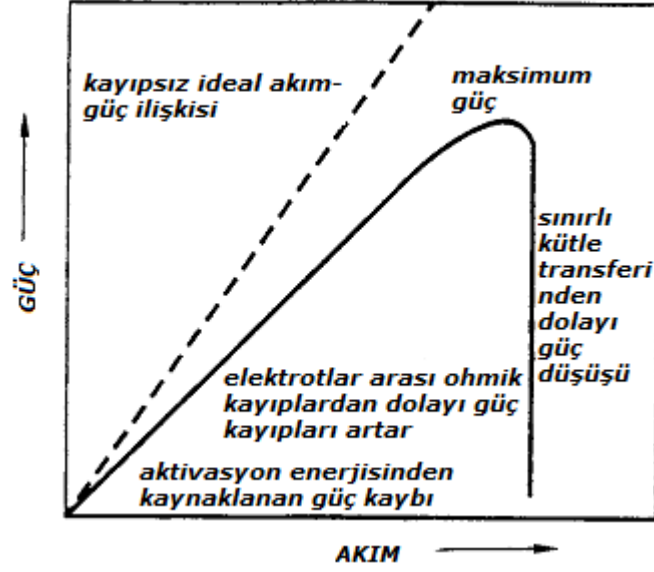 kayıpsız ideal akım-
güç ilişkisi
maksimum
güç
GÜÇ
sınırlı
kütle
transferi
nden
dolayı
güç
düşüşü
elektrotlar arası ohmik
kayıplardan dolayı güç
kayıpları artar
aktivasyon enerjisinden
kaynaklanan güç kaybı
AKIM